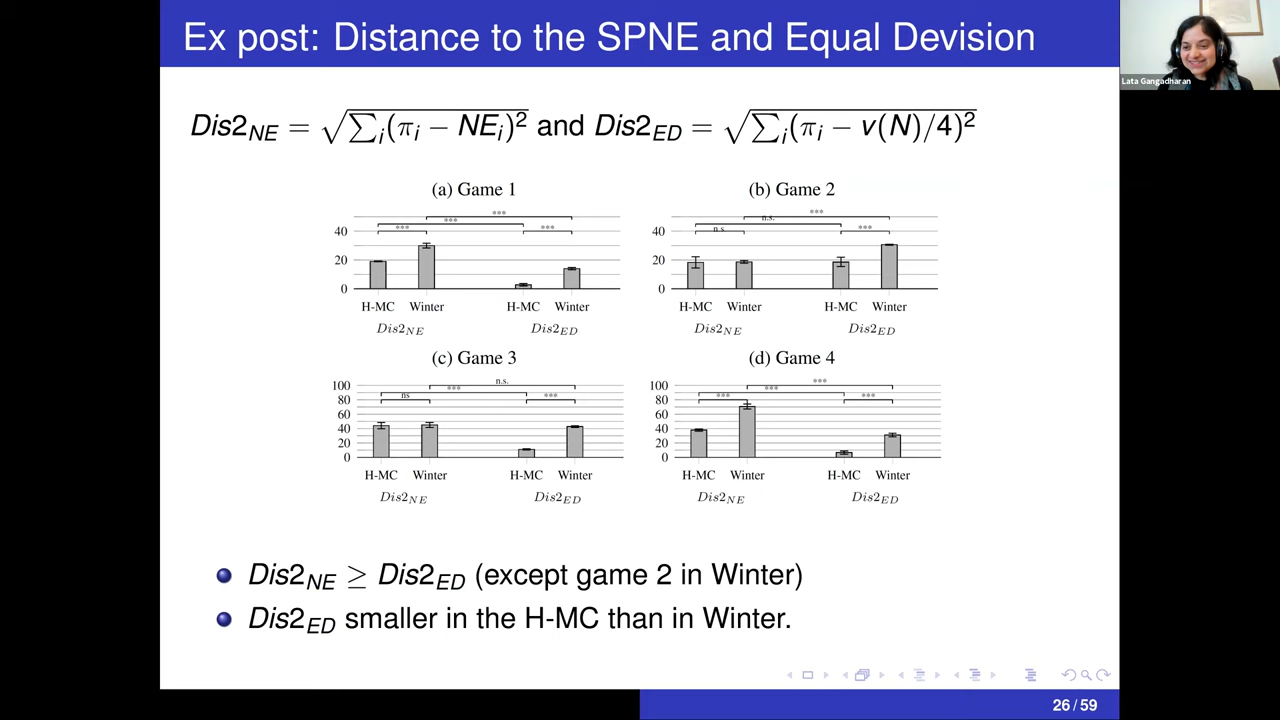 Ex post: Distance to the SPNE and Equal Devision
Lata Gangadharan
Dis2_NE = √∑_i(π_i − NE_i)² and Dis2_ED = √∑_i(π_i − v(N)/4)²
(a) Game 1
(b) Game 2
***
***
***
***
***
n.s.
n.s.
***
40
20
0
40
20
0
H-MC Winter H-MC Winter
H-MC Winter H-MC Winter
Dis2_NE Dis2_ED
Dis2_NE Dis2_ED
(c) Game 3
(d) Game 4
n.s.
***
ns
***
***
***
***
***
100
80
60
40
20
0
100
80
60
40
20
0
H-MC Winter H-MC Winter
H-MC Winter H-MC Winter
Dis2_NE Dis2_ED
Dis2_NE Dis2_ED
Dis2_NE ≥ Dis2_ED (except game 2 in Winter)
Dis2_ED smaller in the H-MC than in Winter.
26 / 59